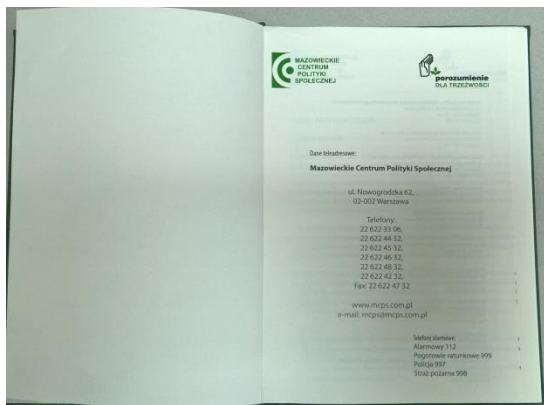 MAZOWIECKIE
CENTRUM
POLITYKI
SPOŁECZNEJ
porozumienie
DLA TRZEŹWOŚCI
Dane teleadresowe:
Mazowieckie Centrum Polityki Społecznej
ul. Nowogrodzka 62,
02-002 Warszawa
Telefony:
22 622 33 06,
22 622 44 32,
22 622 45 32,
22 622 46 32,
22 622 48 32,
22 622 42 32,
Fax: 22 622 47 32
www.mcps.com.pl
e-mail: mcps@mcps.com.pl
Telefony alarmowe:
Alarmowy 112
Pogotowie ratunkowe 999
Policja 997
Straż pożarna 998